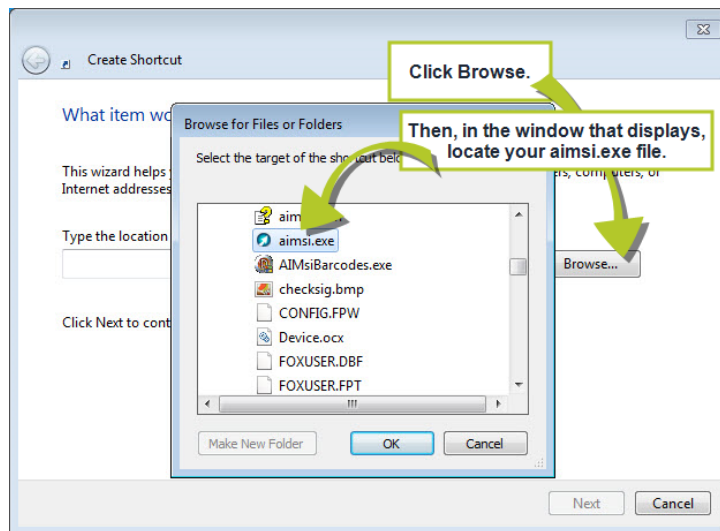 Create Shortcut
Click Browse.
What item wo
Browse for Files or Folders
Then, in the window that displays,
locate your aimsi.exe file.
Select the target of the shortcut
This wizard helps
computers, or
Internet addresses
aimsi.exe
Type the location
AIMsiBarcodes.exe
Browse...
checksig.bmp
CONFIG.FPW
Click Next to cont
Device.ocx
FOXUSER.DBF
FOXUSER.FPT
Make New Folder
OK
Cancel
Next
Cancel